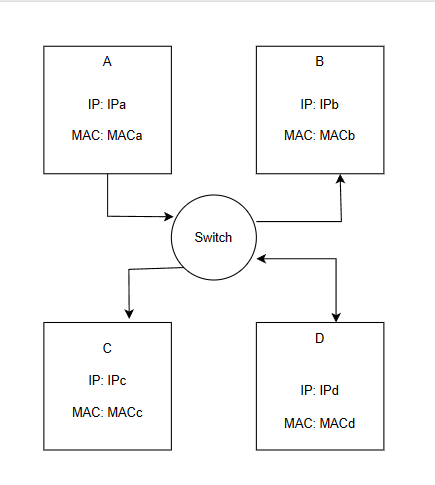 A
IP: IPa
MAC: MACa
B
IP: IPb
MAC: MACb
Switch
C
IP: IPc
MAC: MACc
D
IP: IPd
MAC: MACd